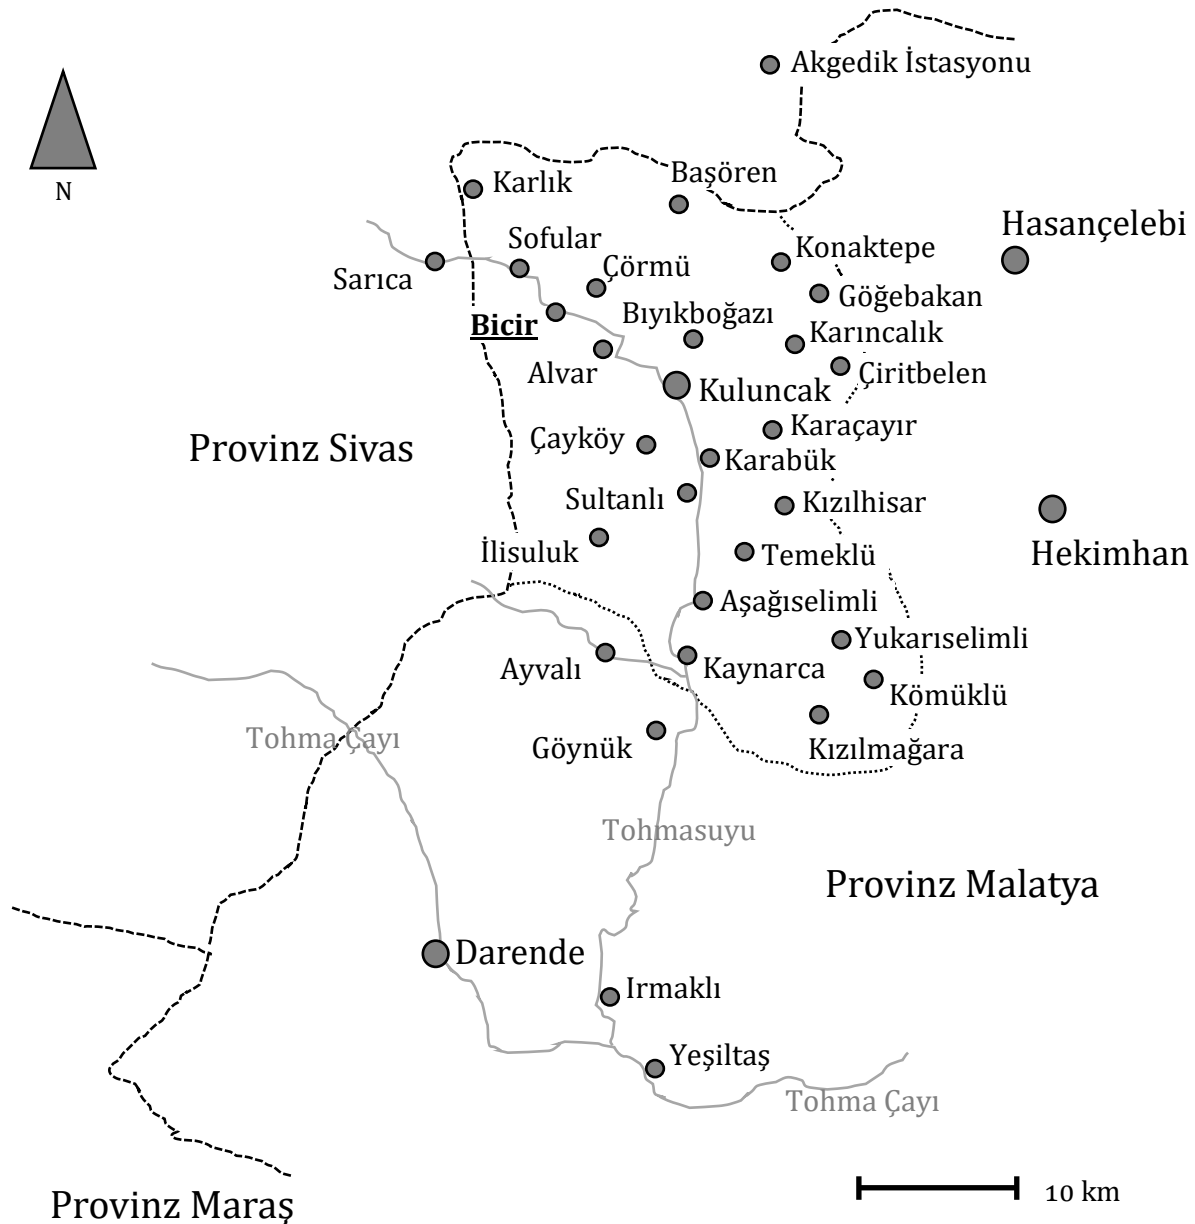 Akgedik İstasyonu
N
Başören
Karlık
Hasançelebi
Sofular
Konaktepe
Çörmü
Sarıca
Göğebakan
Bıyıkboğazı
Bicir
Karıncalık
Alvar
Çiritbelen
Kuluncak
Karaçayır
Çayköy
Provinz Sivas
Karabük
Sultanlı
Kızılhisar
İlisuluk
Temeklü
Hekimhan
Aşağıselimli
Yukarıselimli
Ayvalı
Kaynarca
Kömüklü
Tohma Çayı
Göynük
Kızılmağara
Tohmasuyu
Provinz Malatya
Darende
Irmaklı
Yeşiltaş
Tohma Çayı
10 km
Provinz Maraş